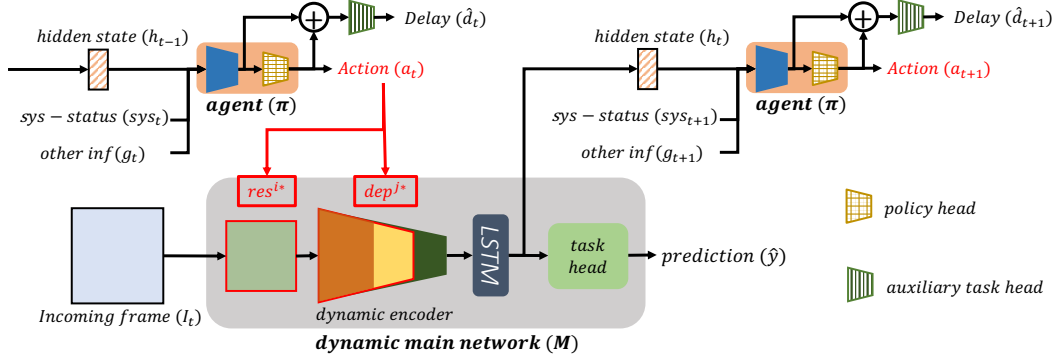 hidden state (h_{t−1})
Delay (d̂_t)
Action (a_t)
agent (π)
sys − status (sys_t)
other inf(g_t)
hidden state (h_t)
Delay (d̂_{t+1})
Action (a_{t+1})
agent (π)
sys − status (sys_{t+1})
other inf(g_{t+1})
res^{i*}
dep^{j*}
policy head
LSTM
task
head
prediction (ŷ)
auxiliary task head
Incoming frame (I_t)
dynamic encoder
dynamic main network (M)